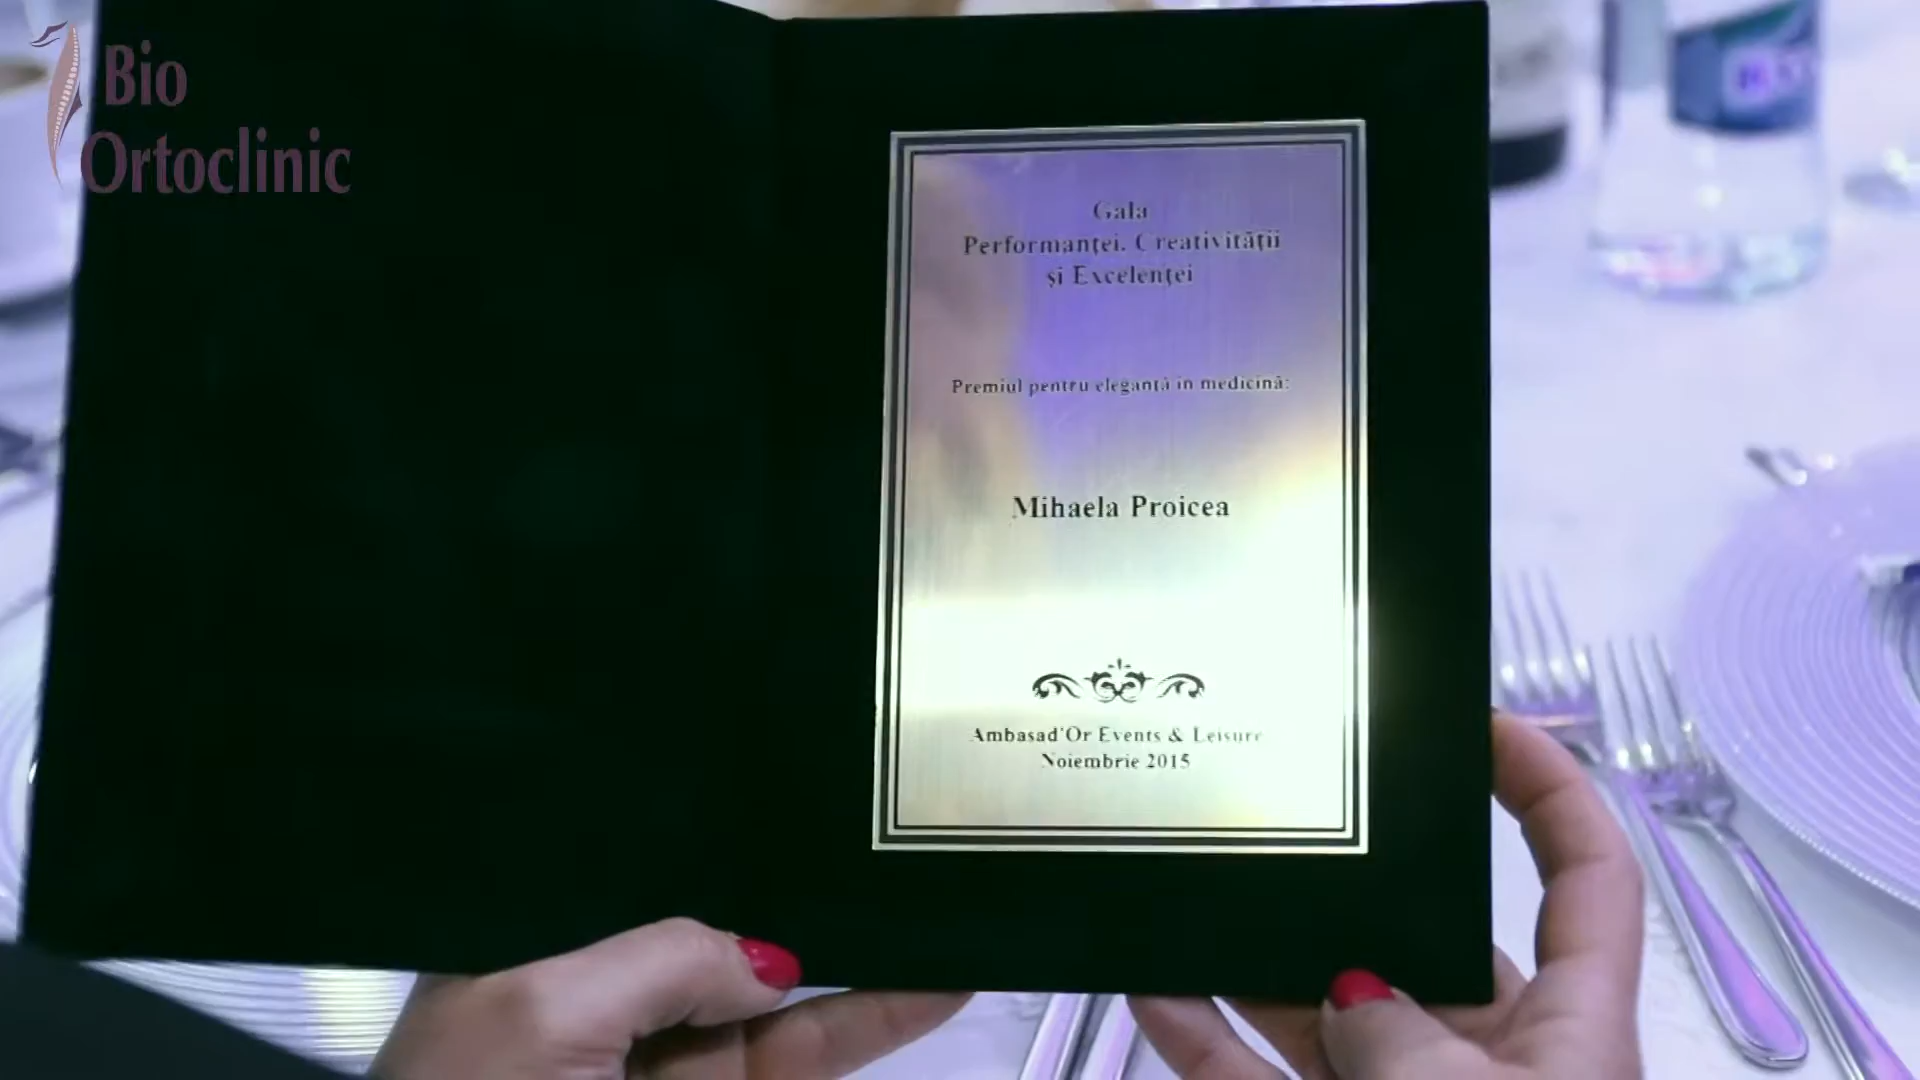 Bio
Ortoclinic
Gala
Performanței. Creativității
și Excelenței
Premiul pentru eleganță în medicină:
Mihaela Proicea
Ambasad'Or Events & Leisure
Noiembrie 2015